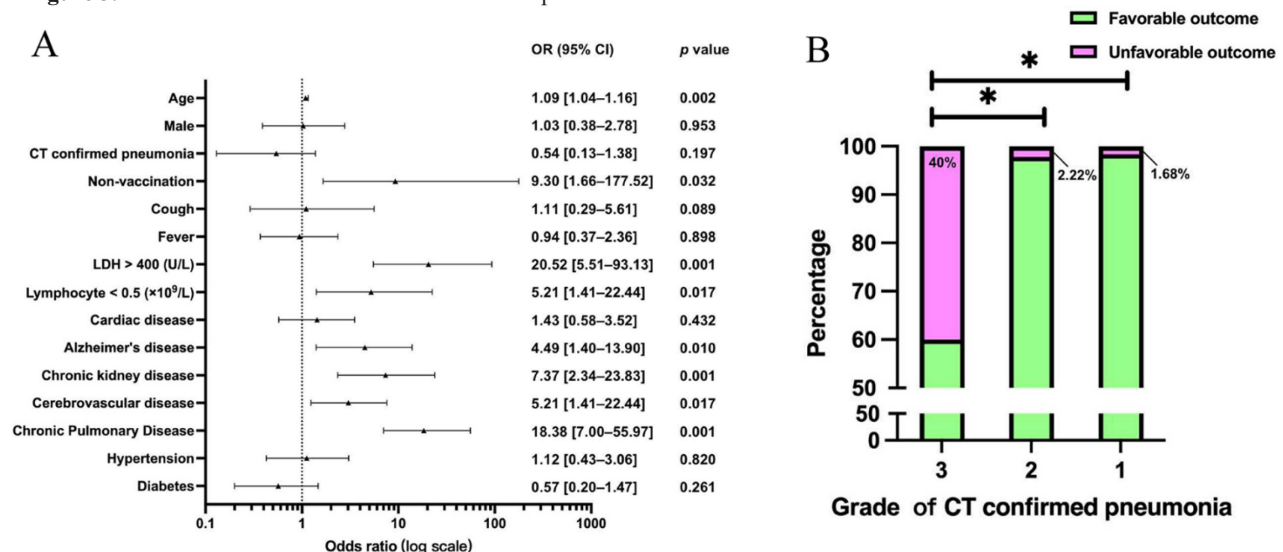 A
OR (95% CI) p value
Age 1.09 [1.04–1.16] 0.002
Male 1.03 [0.38–2.78] 0.953
CT confirmed pneumonia 0.54 [0.13–1.38] 0.197
Non-vaccination 9.30 [1.66–177.52] 0.032
Cough 1.11 [0.29–5.61] 0.089
Fever 0.94 [0.37–2.36] 0.898
LDH > 400 (U/L) 20.52 [5.51–93.13] 0.001
Lymphocyte < 0.5 (×10⁹/L) 5.21 [1.41–22.44] 0.017
Cardiac disease 1.43 [0.58–3.52] 0.432
Alzheimer's disease 4.49 [1.40–13.90] 0.010
Chronic kidney disease 7.37 [2.34–23.83] 0.001
Cerebrovascular disease 5.21 [1.41–22.44] 0.017
Chronic Pulmonary Disease 18.38 [7.00–55.97] 0.001
Hypertension 1.12 [0.43–3.06] 0.820
Diabetes 0.57 [0.20–1.47] 0.261
0.1 1 10 100 1000
Odds ratio (log scale)
B
Favorable outcome
Unfavorable outcome
*
*
Percentage
100
90
80
70
60
50
50
0
40%
2.22%
1.68%
3 2 1
Grade of CT confirmed pneumonia